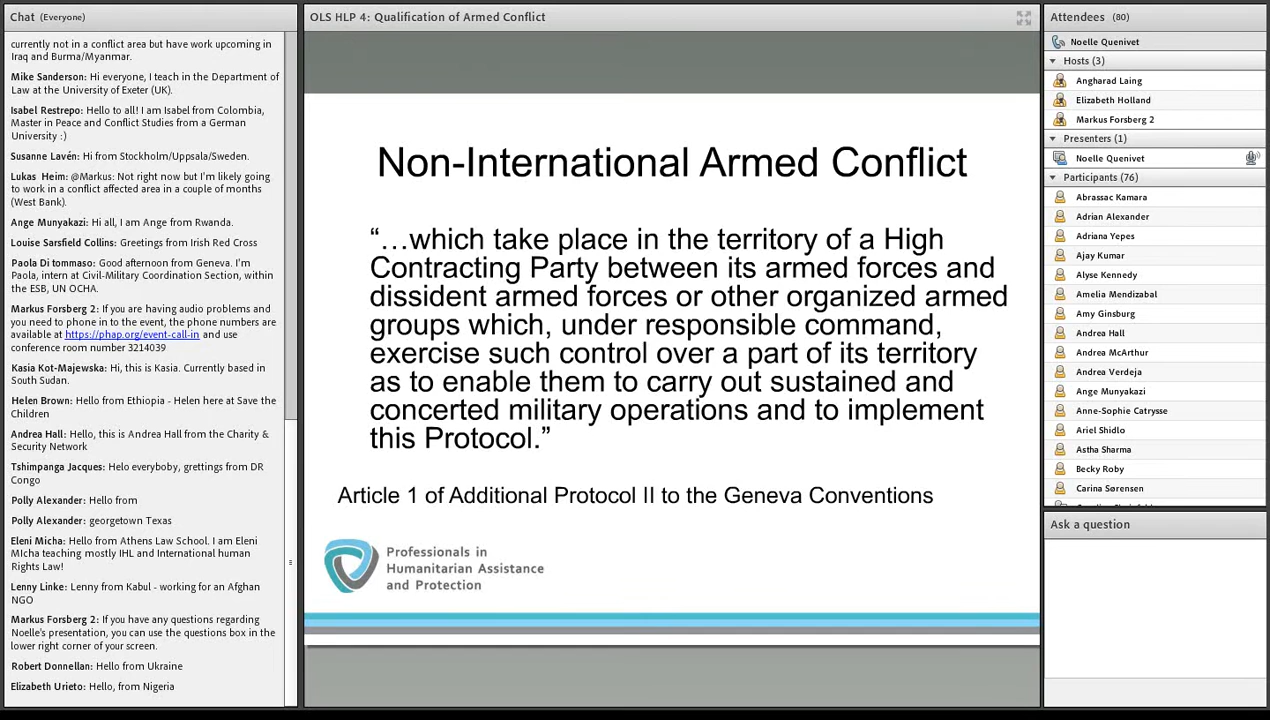 Chat (Everyone)
currently not in a conflict area but have work upcoming in
Iraq and Burma/Myanmar.
Mike Sanderson: Hi everyone, I teach in the Department of
Law at the University of Exeter (UK).
Isabel Restrepo: Hello to all! I am Isabel from Colombia,
Master in Peace and Conflict Studies from a German
University :)
Susanne Lavén: Hi from Stockholm/Uppsala/Sweden.
Lukas Heim: @Markus: Not right now but I'm likely going
to work in a conflict affected area in a couple of months
(West Bank).
Ange Munyakazi: Hi all, I am Ange from Rwanda.
Louise Sarsfield Collins: Greetings from Irish Red Cross
Paola Di tommaso: Good afternoon from Geneva. I'm
Paola, intern at Civil-Military Coordination Section, within
the ESB, UN OCHA.
Markus Forsberg 2: If you are having audio problems and
you need to phone in to the event, the phone numbers are
available at https://phap.org/event-call-in and use
conference room number 3214039
Kasia Kot-Majewska: Hi, this is Kasia. Currently based in
South Sudan.
Helen Brown: Hello from Ethiopia - Helen here at Save the
Children
Andrea Hall: Hello, this is Andrea Hall from the Charity &
Security Network
Tshimpanga Jacques: Helo everyboby, grettings from DR
Congo
Polly Alexander: Hello from
Polly Alexander: georgetown Texas
Eleni Micha: Hello from Athens Law School. I am Eleni
MIcha teaching mostly IHL and International human
Rights Law!
Lenny Linke: Lenny from Kabul - working for an Afghan
NGO
Markus Forsberg 2: If you have any questions regarding
Noelle's presentation, you can use the questions box in the
lower right corner of your screen.
Robert Donnellan: Hello from Ukraine
Elizabeth Urieto: Hello, from Nigeria
OLS HLP 4: Qualification of Armed Conflict
Non-International Armed Conflict
“…which take place in the territory of a High
Contracting Party between its armed forces and
dissident armed forces or other organized armed
groups which, under responsible command,
exercise such control over a part of its territory
as to enable them to carry out sustained and
concerted military operations and to implement
this Protocol.”
Article 1 of Additional Protocol II to the Geneva Conventions
Professionals in
Humanitarian Assistance
and Protection
Attendees (80)
Noelle Quenivet
Hosts (3)
Angharad Laing
Elizabeth Holland
Markus Forsberg 2
Presenters (1)
Noelle Quenivet
Participants (76)
Abrassac Kamara
Adrian Alexander
Adriana Yepes
Ajay Kumar
Alyse Kennedy
Amelia Mendizabal
Amy Ginsburg
Andrea Hall
Andrea McArthur
Andrea Verdeja
Ange Munyakazi
Anne-Sophie Catrysse
Ariel Shidlo
Astha Sharma
Becky Roby
Carina Sørensen
Ask a question